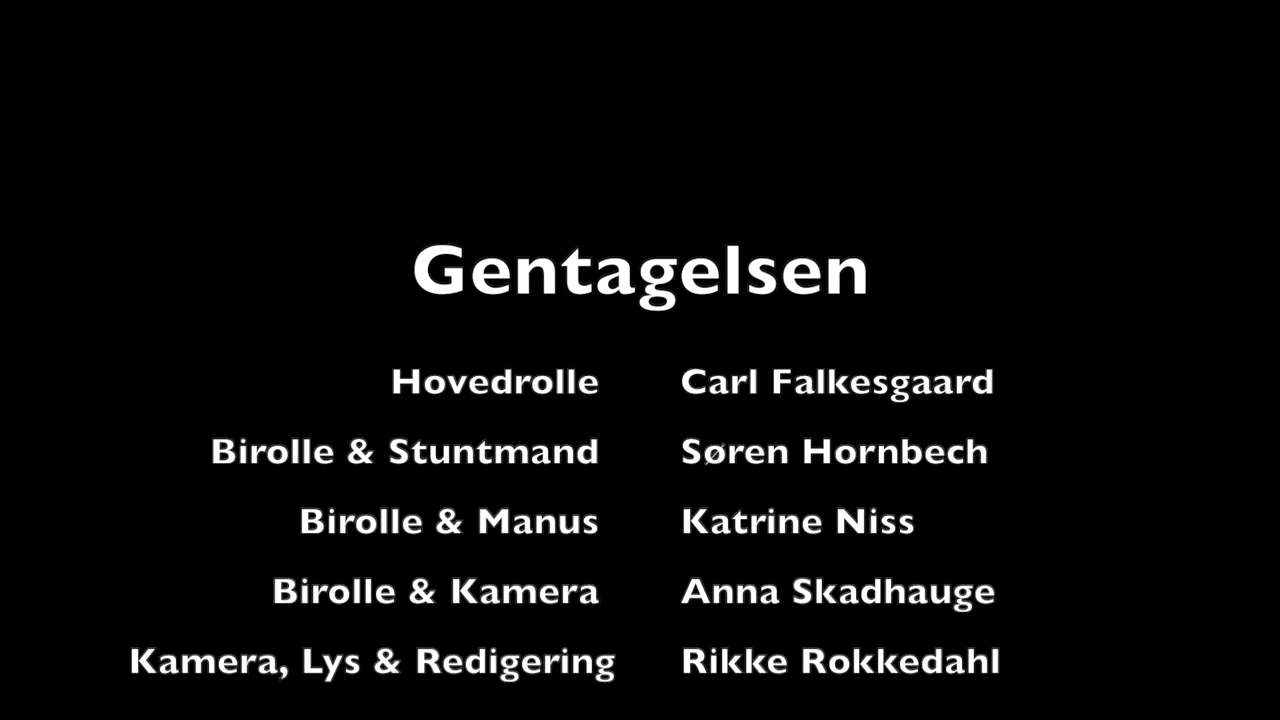 Gentagelsen
Hovedrolle Carl Falkesgaard
Birolle & Stuntmand Søren Hornbech
Birolle & Manus Katrine Niss
Birolle & Kamera Anna Skadhauge
Kamera, Lys & Redigering Rikke Rokkedahl